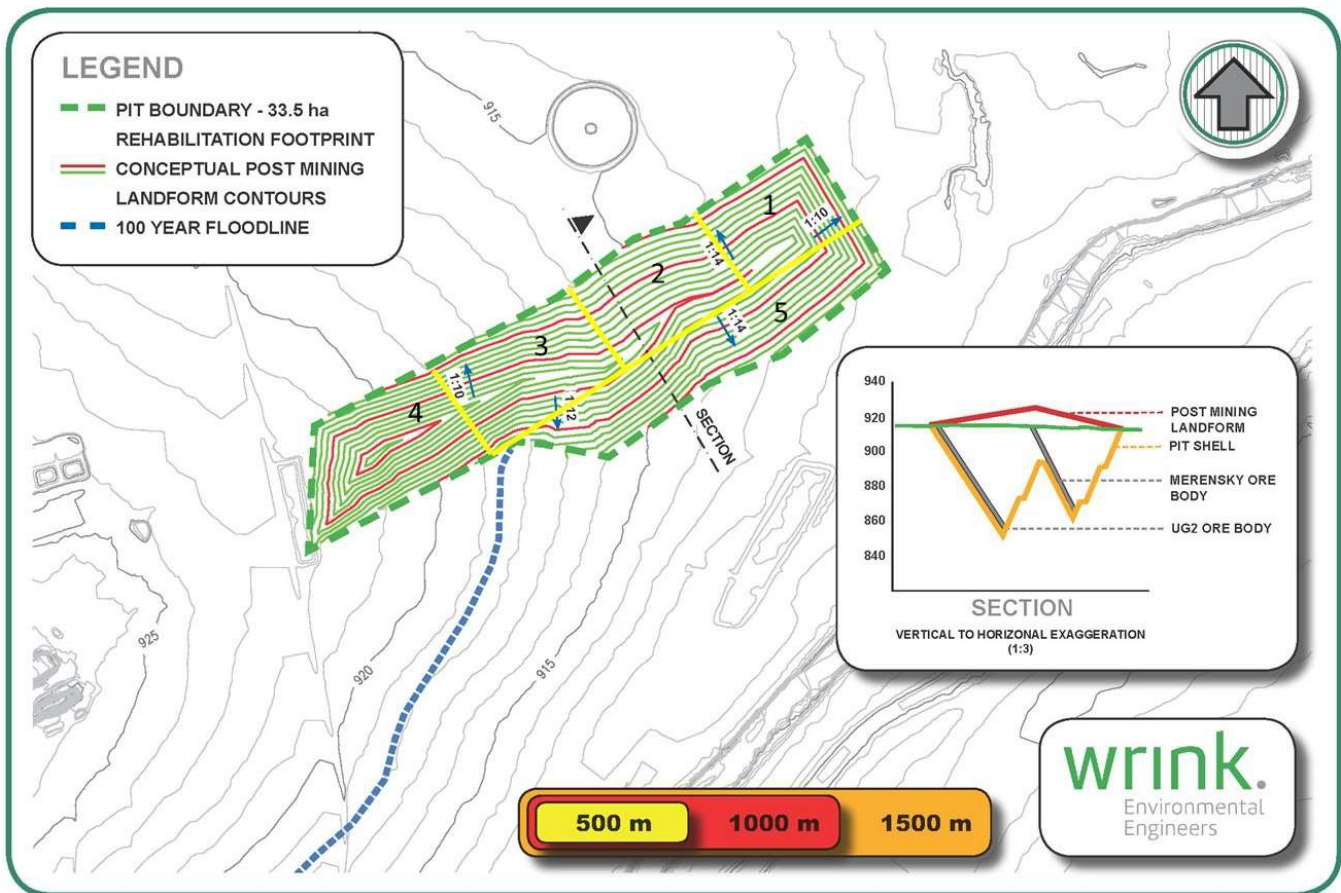 LEGEND
PIT BOUNDARY - 33.5 ha
REHABILITATION FOOTPRINT
CONCEPTUAL POST MINING
LANDFORM CONTOURS
100 YEAR FLOODLINE
915
1
1:10
1:14
2
5
1:14
3
1:10
1:12
4
SECTION
925
920
915
940
920
900
880
860
840
POST MINING
LANDFORM
PIT SHELL
MERENSKY ORE
BODY
UG2 ORE BODY
SECTION
VERTICAL TO HORIZONAL EXAGGERATION
(1:3)
500 m
1000 m
1500 m
wrink.
Environmental
Engineers